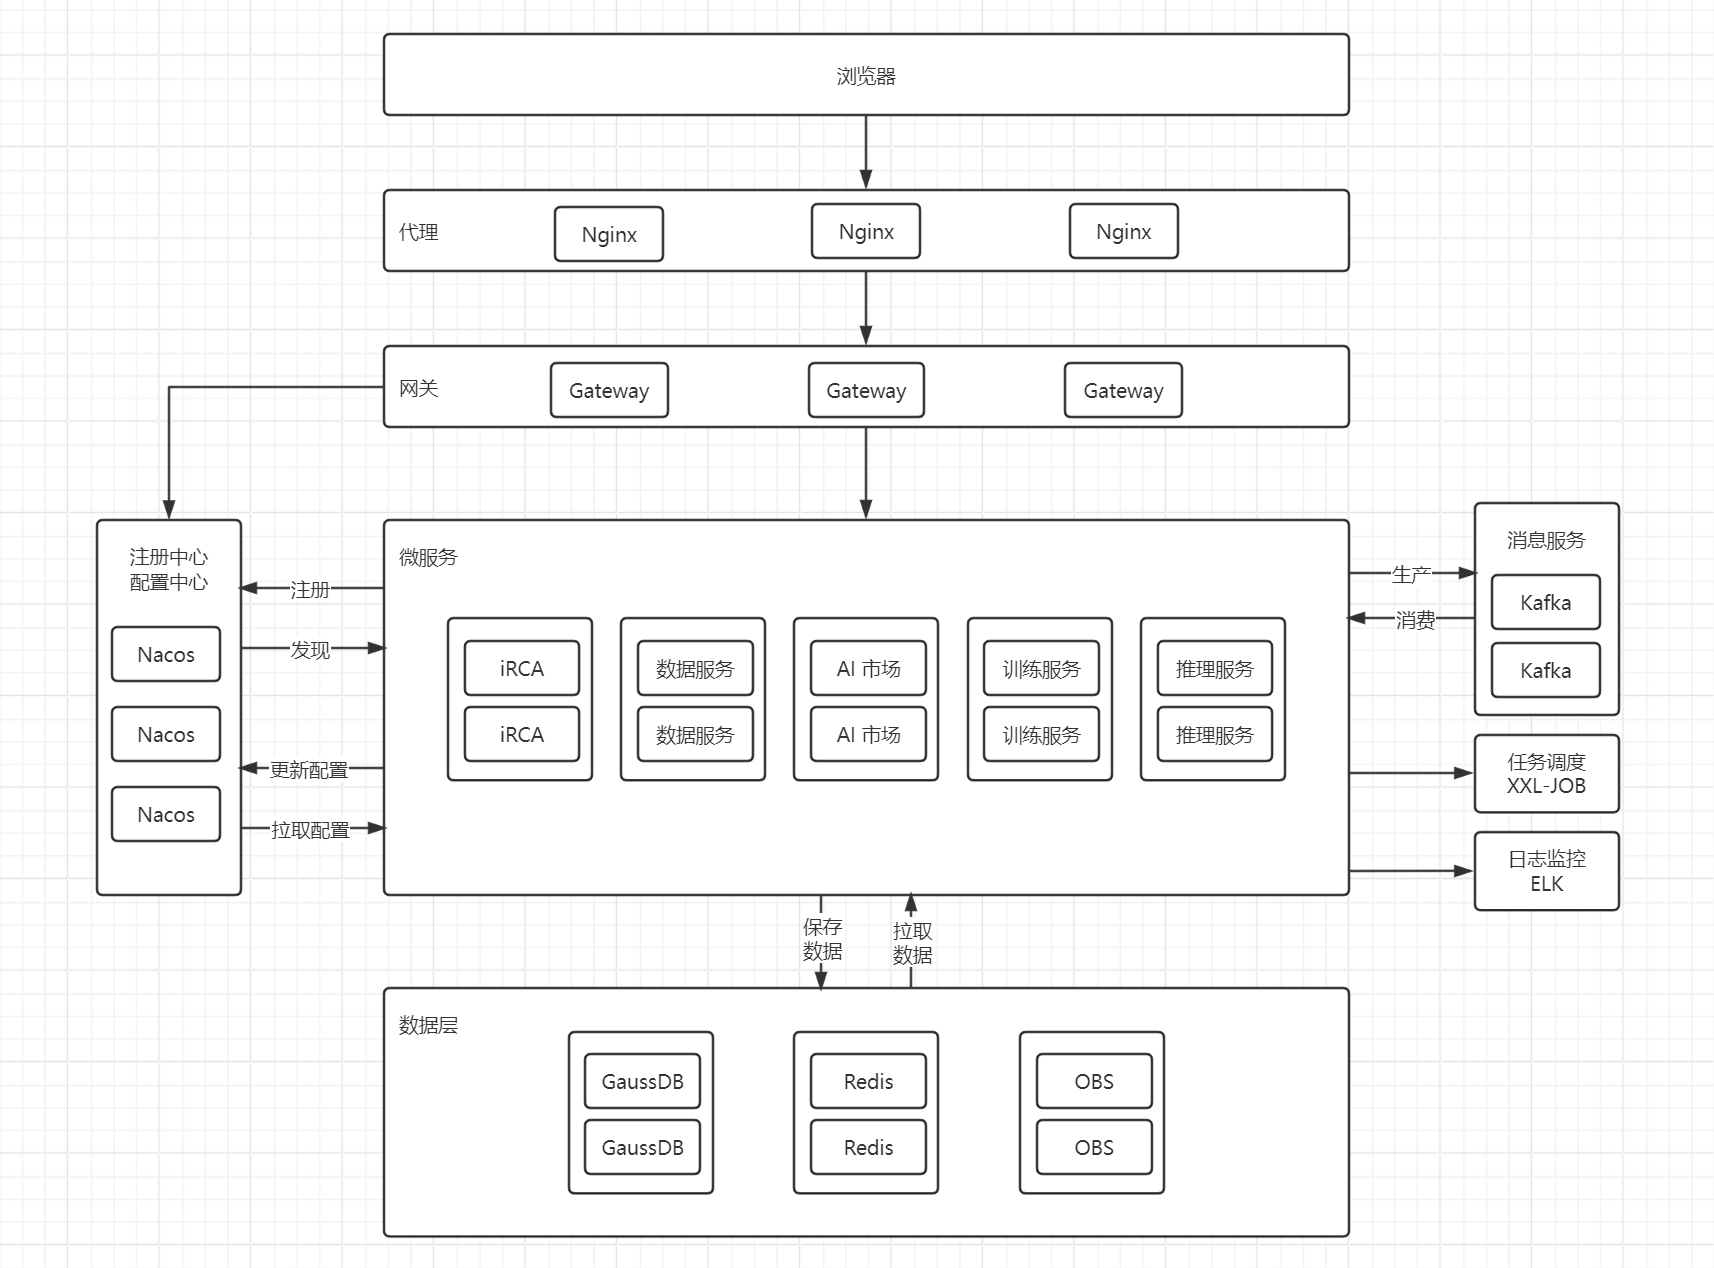 浏览器
代理
Nginx
Nginx
Nginx
网关
Gateway
Gateway
Gateway
注册中心
配置中心
Nacos
Nacos
Nacos
注册
发现
更新配置
拉取配置
微服务
iRCA
iRCA
数据服务
数据服务
AI 市场
AI 市场
训练服务
训练服务
推理服务
推理服务
生产
消费
消息服务
Kafka
Kafka
任务调度
XXL-JOB
日志监控
ELK
保存
数据
拉取
数据
数据层
GaussDB
GaussDB
Redis
Redis
OBS
OBS